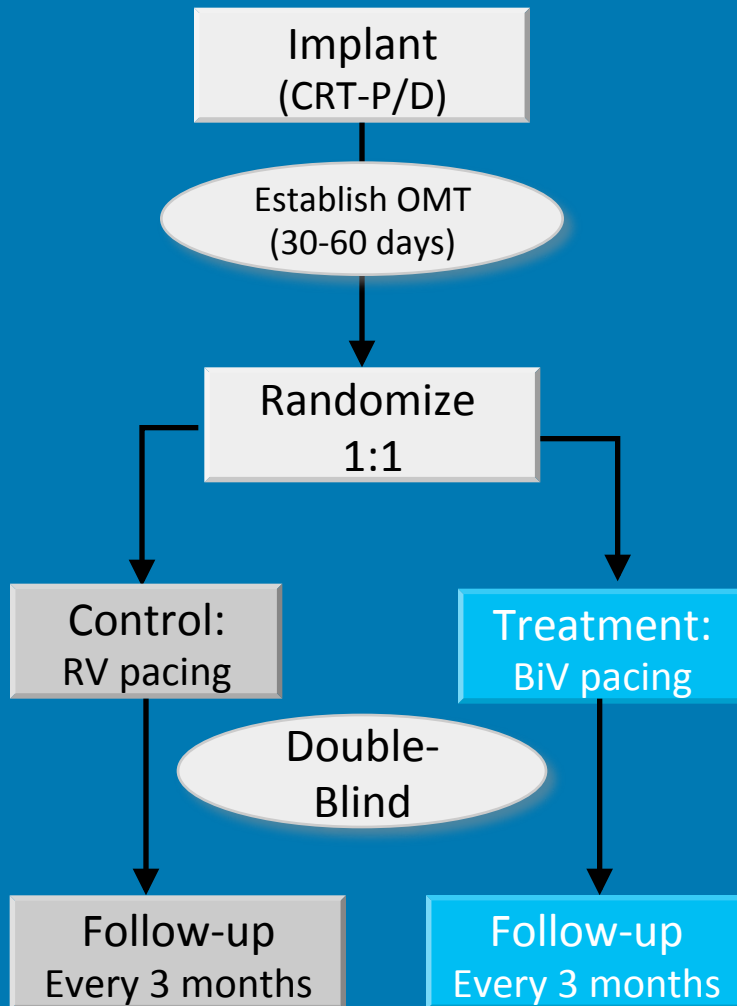 Implant
(CRT-P/D)
Establish OMT
(30-60 days)
Randomize
1:1
Control:
RV pacing
Treatment:
BiV pacing
Double-
Blind
Follow-up
Every 3 months
Follow-up
Every 3 months